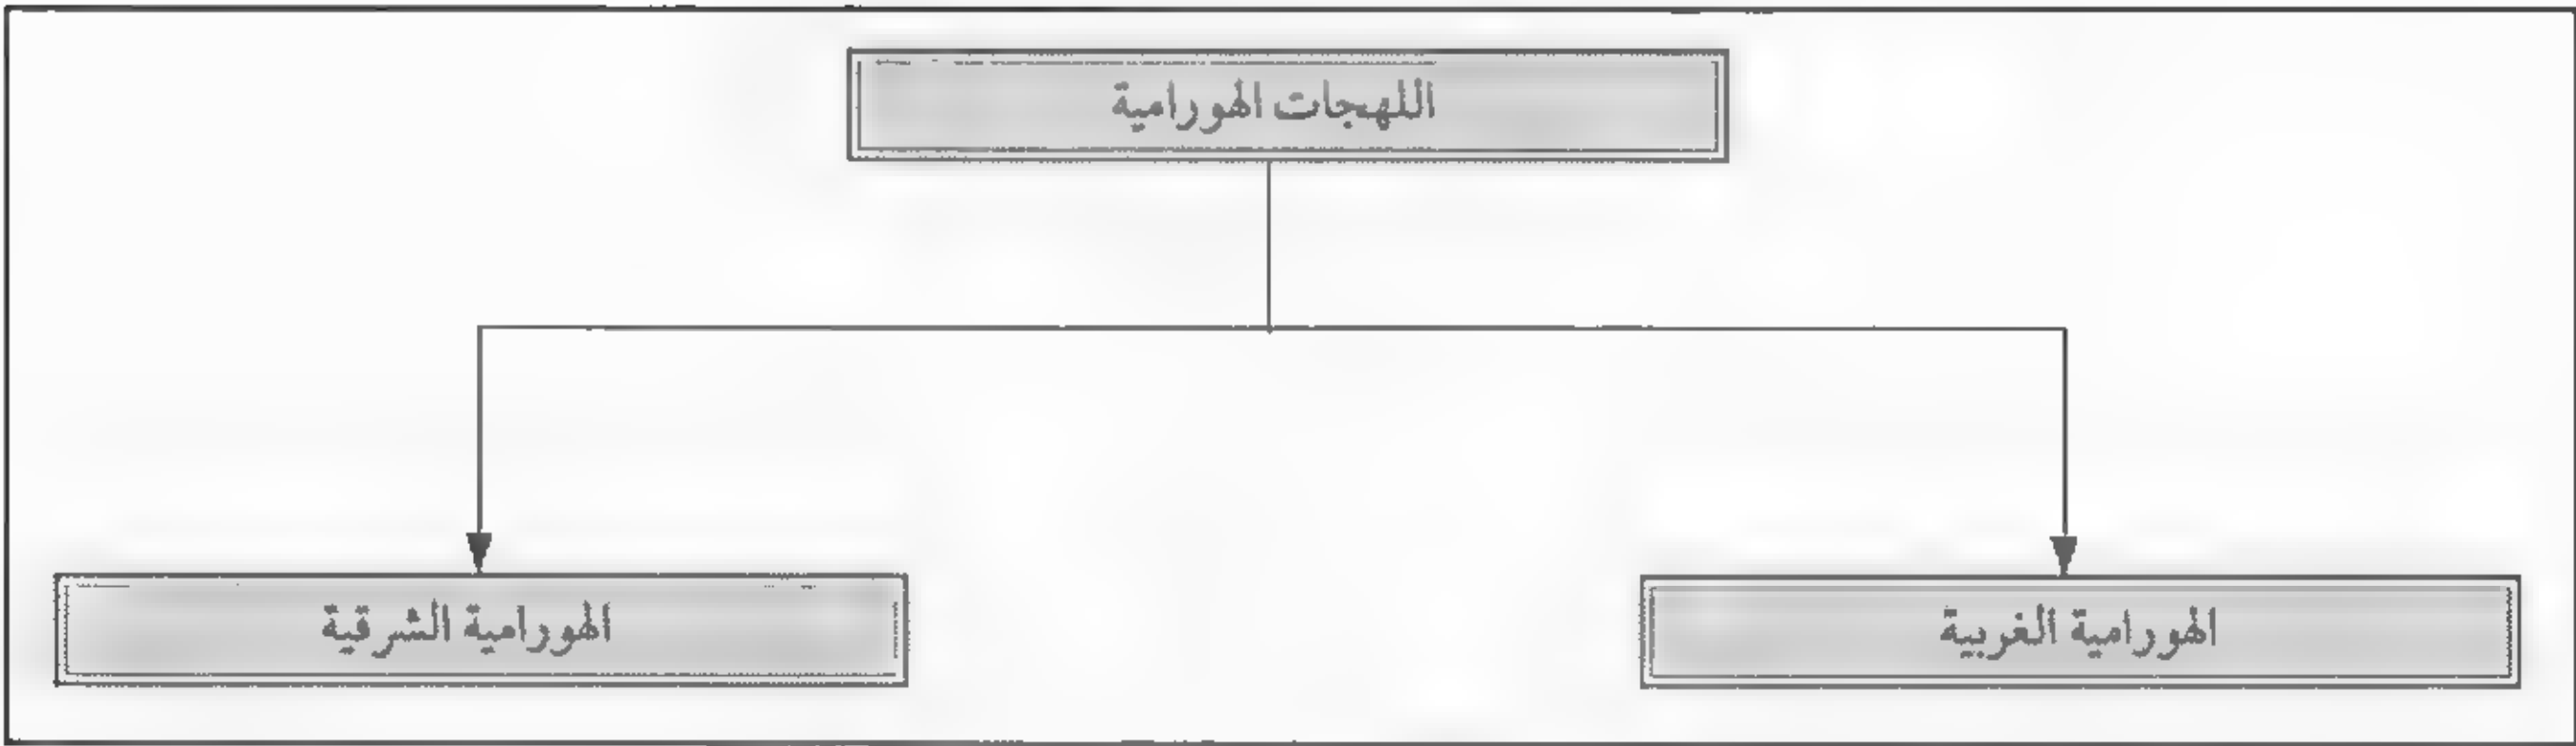 اللهجات الهورامية
الهورامية الغربية
الهورامية الشرقية